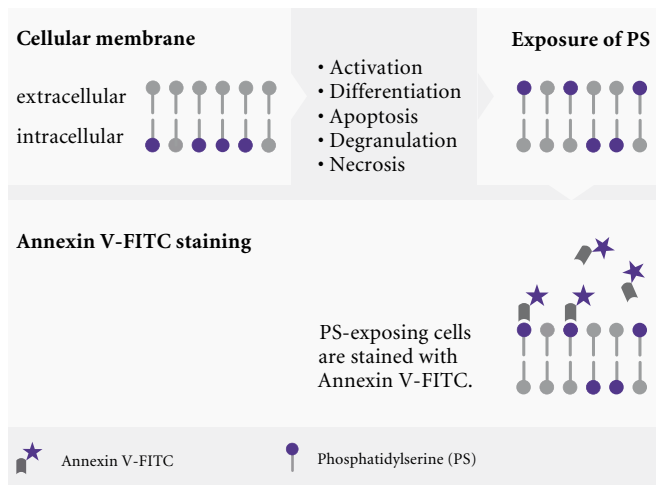 Cellular membrane
extracellular
intracellular
• Activation
• Differentiation
• Apoptosis
• Degranulation
• Necrosis
Exposure of PS
Annexin V-FITC staining
PS-exposing cells
are stained with
Annexin V-FITC.
Annexin V-FITC
Phosphatidylserine (PS)